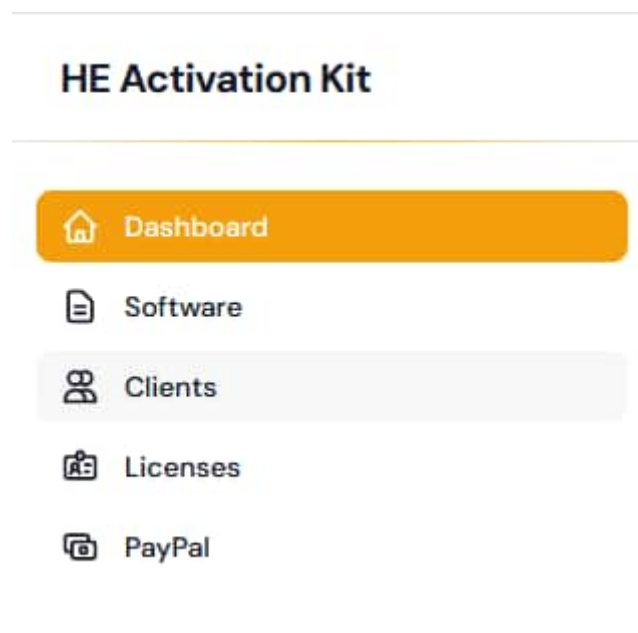 HE Activation Kit
Dashboard
Software
Clients
Licenses
PayPal